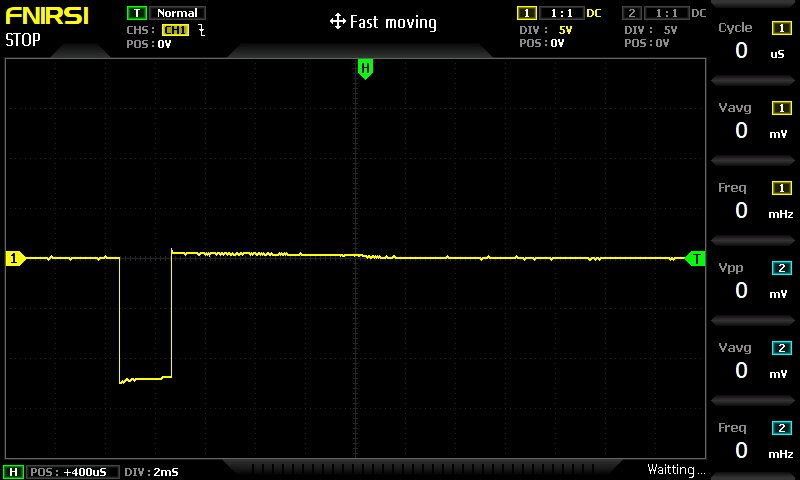 FNIRSI
STOP
T Normal
CHS: CH1
POS:0V
Fast moving
1 1:1 DC
DIV: 5V
POS:0V
2 1:1 DC
DIV: 5V
POS:0V
H
1
T
Cycle 1
0 uS
Vavg 1
0 mV
Freq 1
0 mHz
Vpp 2
0 mV
Vavg 2
0 mV
Freq 2
0 mHz
H POS: +400uS DIV:2mS
Waitting...